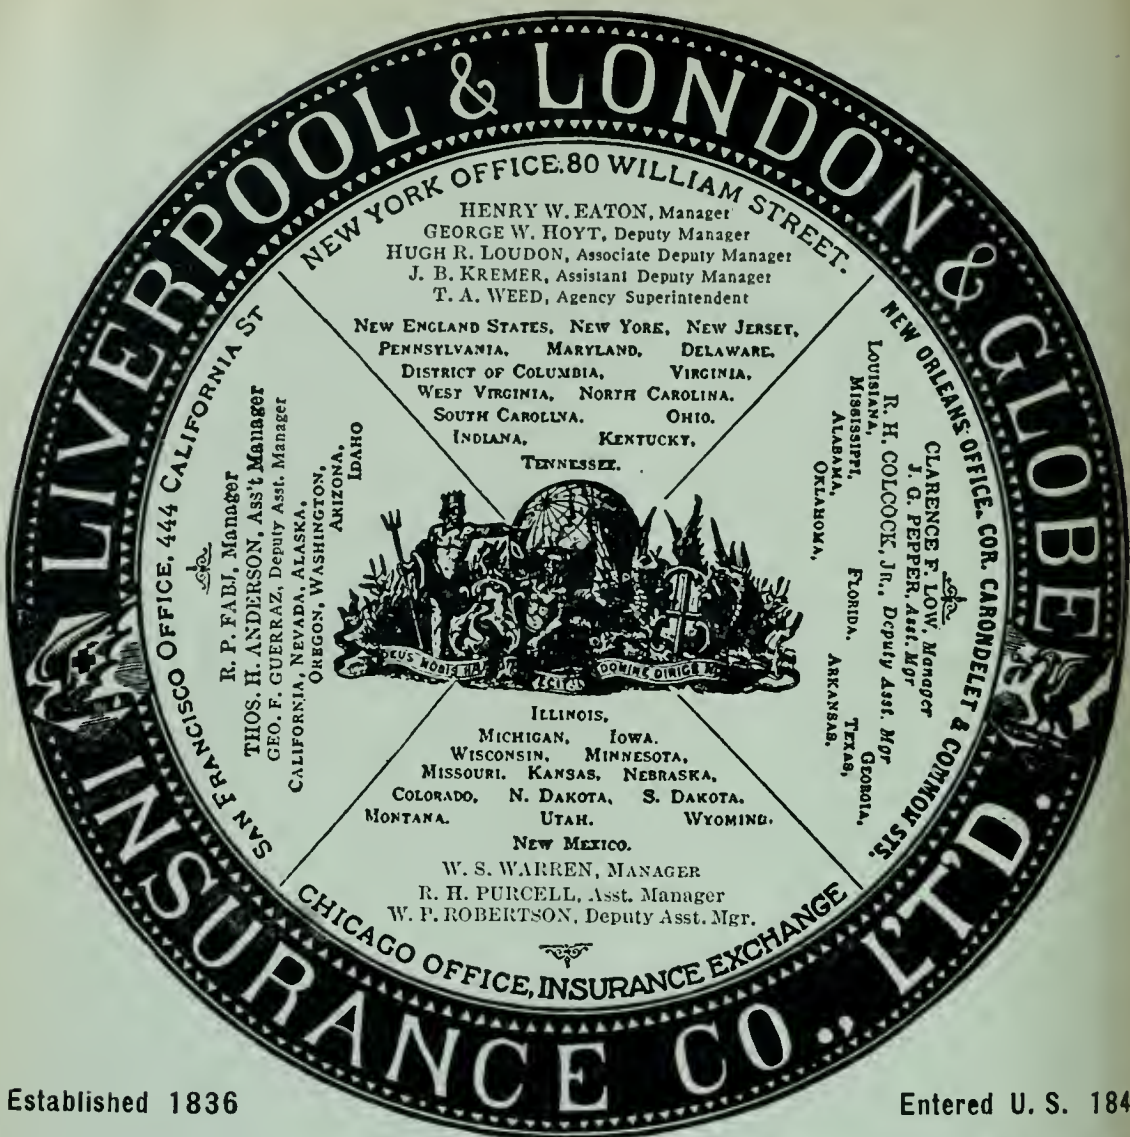 LIVERPOOL & LONDON & GLOBE
INSURANCE CO., L'T'D.
NEW YORK OFFICE. 80 WILLIAM STREET.
HENRY W. EATON, Manager
GEORGE W. HOYT, Deputy Manager
HUGH R. LOUDON, Associate Deputy Manager
J. B. KREMER, Assistant Deputy Manager
T. A. WEED, Agency Superintendent
NEW ENGLAND STATES, NEW YORK, NEW JERSEY,
PENNSYLVANIA, MARYLAND, DELAWARE,
DISTRICT OF COLUMBIA, VIRGINIA,
WEST VIRGINIA, NORTH CAROLINA.
SOUTH CAROLINA. OHIO.
INDIANA, KENTUCKY,
TENNESSEE.
SAN FRANCISCO OFFICE, 444 CALIFORNIA ST
R. P. FABJ, Manager
THOS. H. ANDERSON, Ass't Manager
GEO. F. GUERRAZ, Deputy Asst. Manager
CALIFORNIA, NEVADA, ALASKA,
OREGON, WASHINGTON,
ARIZONA,
IDAHO
NEW ORLEANS OFFICE. COR. CARONDELET & COMMON STS.
CLARENCE F. LOW. Manager
J. G. PEPPER, Asst. Mgr
R. H. COLCOCK, JR., Deputy Asst. Mgr
LOUISIANA, GEORGIA,
MISSISSIPPI, TEXAS,
ALABAMA, FLORIDA. ARKANSAS.
OKLAHOMA,
DEUS NOBIS HA
ECIT
DOMINE DIRIGE N
ILLINOIS,
MICHIGAN, IOWA.
WISCONSIN, MINNESOTA,
MISSOURI. KANSAS, NEBRASKA,
COLORADO, N. DAKOTA, S. DAKOTA.
MONTANA. UTAH. WYOMING.
NEW MEXICO.
W. S. WARREN, MANAGER
R. H. PURCELL, Asst. Manager
W. P. ROBERTSON, Deputy Asst. Mgr.
CHICAGO OFFICE, INSURANCE EXCHANGE
Established 1836
Entered U. S. 184